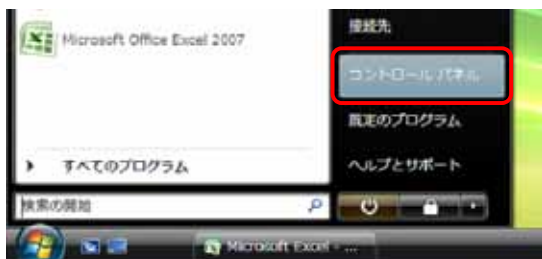 Microsoft Office Excel 2007
すべてのプログラム
検索の開始
接続先
コントロール パネル
既定のプログラム
ヘルプとサポート
Microsoft Excel - ...